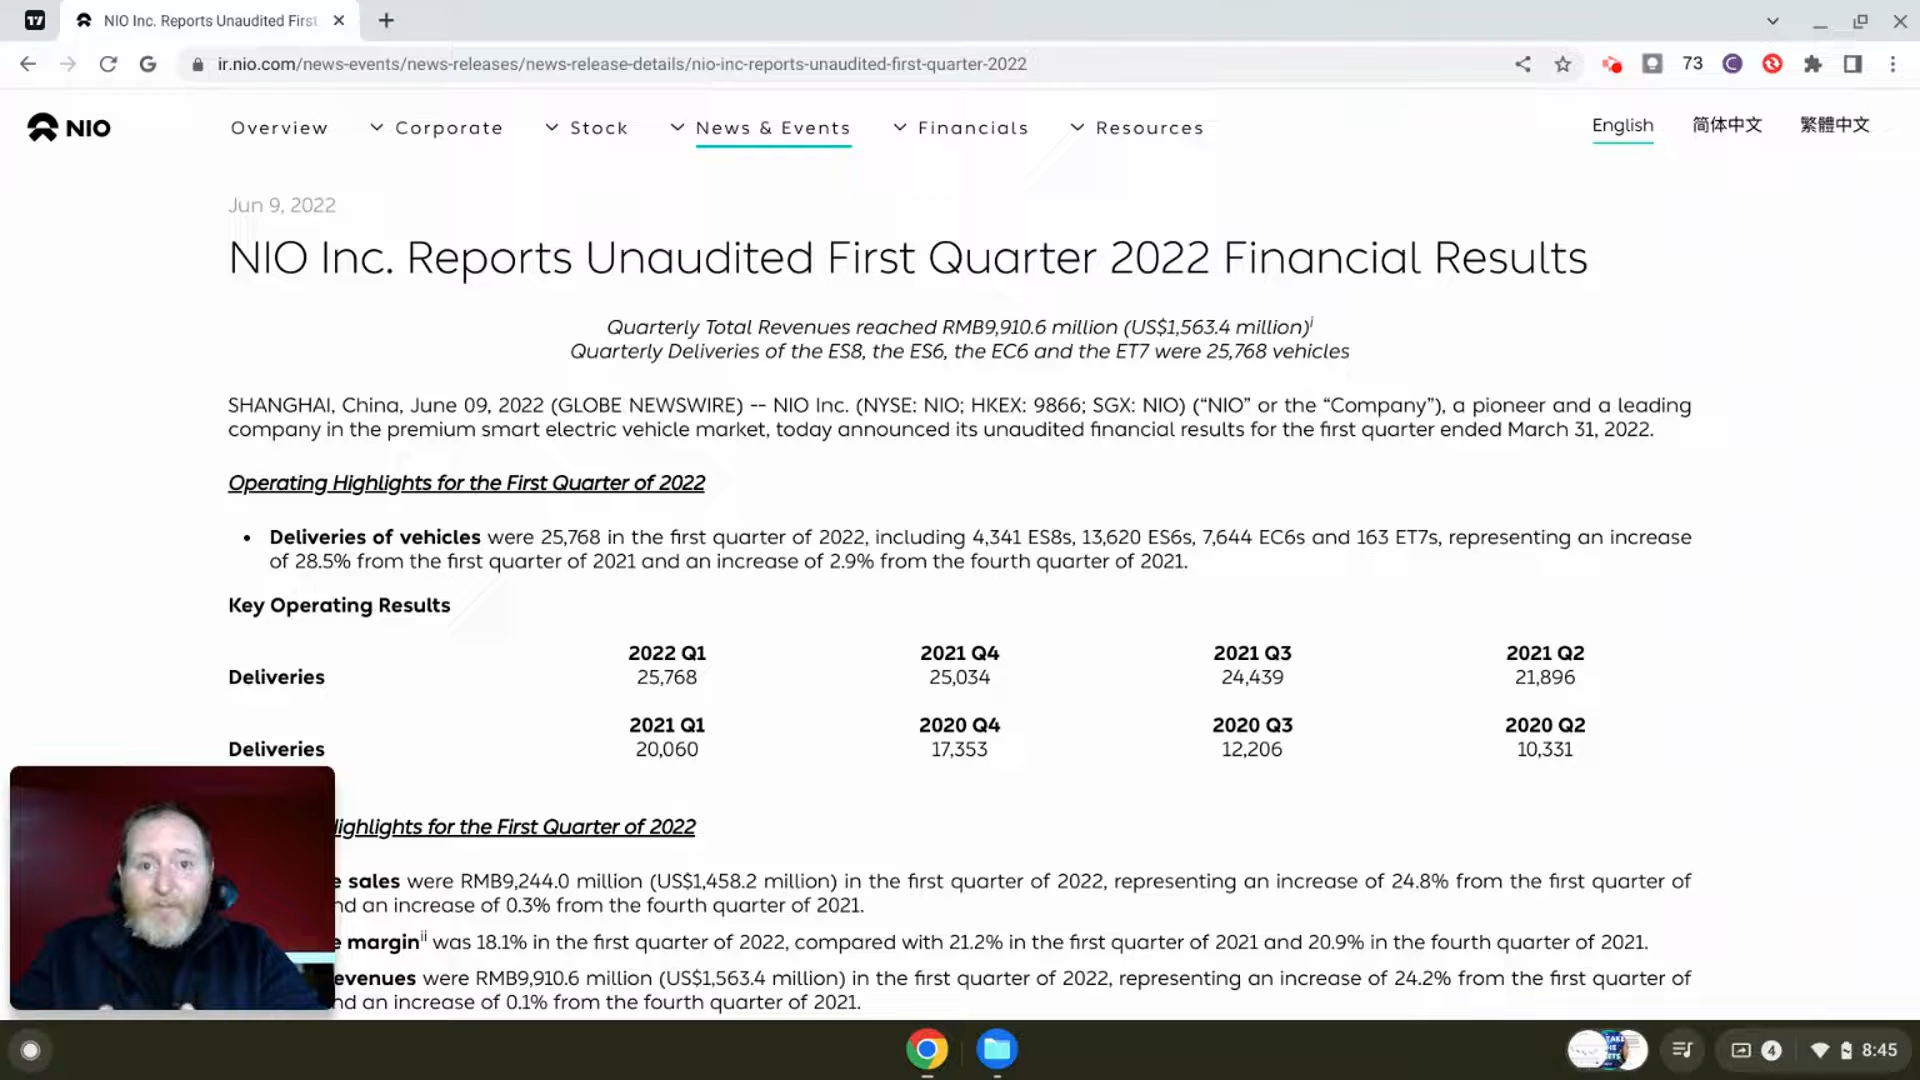 NIO Inc. Reports Unaudited First
ir.nio.com/news-events/news-releases/news-release-details/nio-inc-reports-unaudited-first-quarter-2022
73
NIO
Overview Corporate Stock News & Events Financials Resources
English 简体中文 繁體中文
Jun 9, 2022
NIO Inc. Reports Unaudited First Quarter 2022 Financial Results
Quarterly Total Revenues reached RMB9,910.6 million (US$1,563.4 million)i
Quarterly Deliveries of the ES8, the ES6, the EC6 and the ET7 were 25,768 vehicles
SHANGHAI, China, June 09, 2022 (GLOBE NEWSWIRE) -- NIO Inc. (NYSE: NIO; HKEX: 9866; SGX: NIO) (“NIO” or the “Company”), a pioneer and a leading
company in the premium smart electric vehicle market, today announced its unaudited financial results for the first quarter ended March 31, 2022.
Operating Highlights for the First Quarter of 2022
• Deliveries of vehicles were 25,768 in the first quarter of 2022, including 4,341 ES8s, 13,620 ES6s, 7,644 EC6s and 163 ET7s, representing an increase
of 28.5% from the first quarter of 2021 and an increase of 2.9% from the fourth quarter of 2021.
Key Operating Results
2022 Q1 2021 Q4 2021 Q3 2021 Q2
Deliveries 25,768 25,034 24,439 21,896
2021 Q1 2020 Q4 2020 Q3 2020 Q2
Deliveries 20,060 17,353 12,206 10,331
ighlights for the First Quarter of 2022
e sales were RMB9,244.0 million (US$1,458.2 million) in the first quarter of 2022, representing an increase of 24.8% from the first quarter of
nd an increase of 0.3% from the fourth quarter of 2021.
e marginii was 18.1% in the first quarter of 2022, compared with 21.2% in the first quarter of 2021 and 20.9% in the fourth quarter of 2021.
evenues were RMB9,910.6 million (US$1,563.4 million) in the first quarter of 2022, representing an increase of 24.2% from the first quarter of
nd an increase of 0.1% from the fourth quarter of 2021.
4 8:45